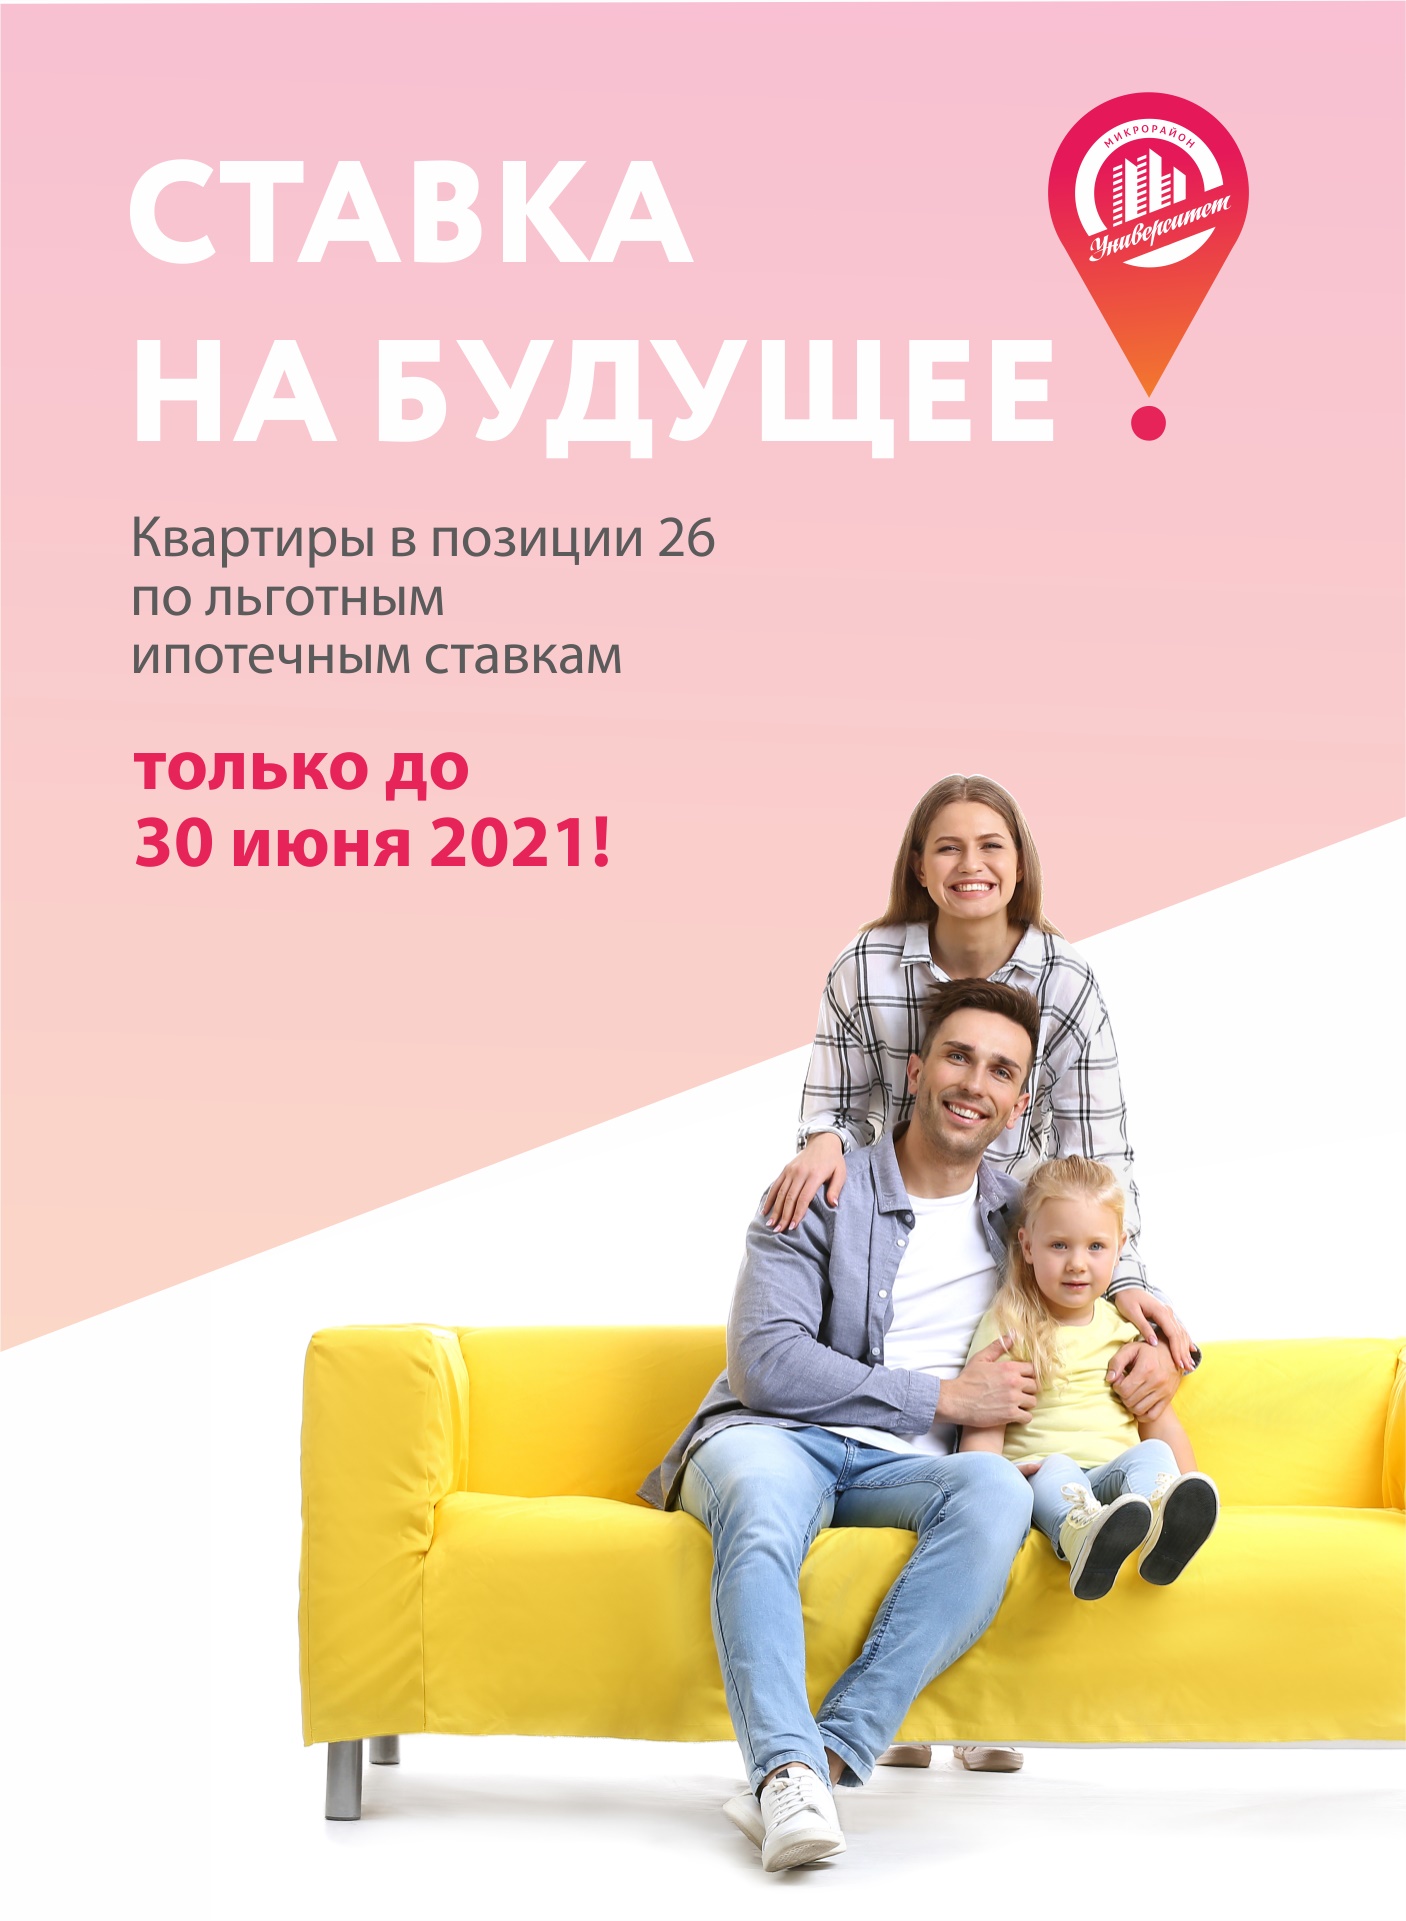 МИКРОРАЙОН
Университет
СТАВКА
НА БУДУЩЕЕ
Квартиры в позиции 26
по льготным
ипотечным ставкам
только до
30 июня 2021!